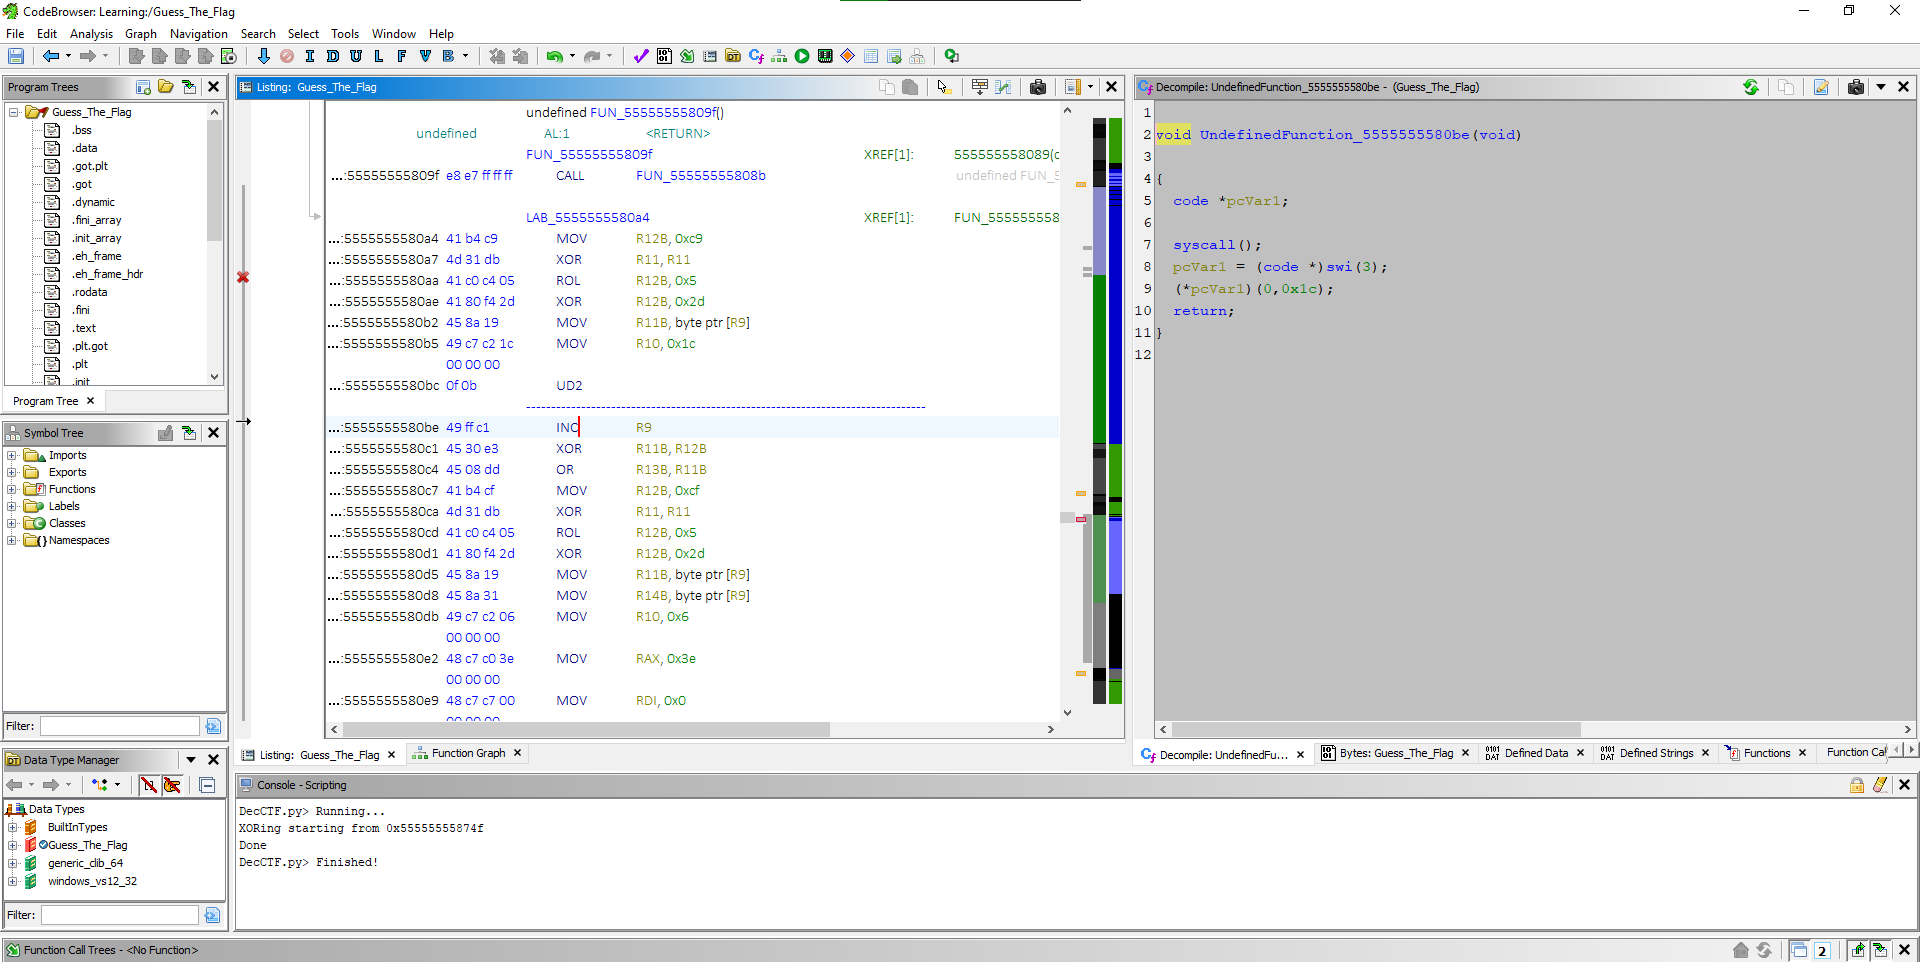 CodeBrowser: Learning:/Guess_The_Flag
File Edit Analysis Graph Navigation Search Select Tools Window Help
I D U L F V B
Program Trees
Guess_The_Flag
.bss
.data
.got.plt
.got
.dynamic
.fini_array
.init_array
.eh_frame
.eh_frame_hdr
.rodata
.fini
.text
.plt.got
.plt
.init
Program Tree
Symbol Tree
Imports
Exports
Functions
Labels
Classes
Namespaces
Filter:
Data Type Manager
Data Types
BuiltInTypes
Guess_The_Flag
generic_clib_64
windows_vs12_32
Filter:
Listing: Guess_The_Flag
undefined FUN_55555555809f()
undefined AL:1 <RETURN>
FUN_55555555809f XREF[1]: 555555558089(c
...:55555555809f e8 e7 ff ff ff CALL FUN_55555555808b undefined FUN_5
LAB_5555555580a4 XREF[1]: FUN_5555555558
...:5555555580a4 41 b4 c9 MOV R12B, 0xc9
...:5555555580a7 4d 31 db XOR R11, R11
...:5555555580aa 41 c0 c4 05 ROL R12B, 0x5
...:5555555580ae 41 80 f4 2d XOR R12B, 0x2d
...:5555555580b2 45 8a 19 MOV R11B, byte ptr [R9]
...:5555555580b5 49 c7 c2 1c MOV R10, 0x1c
00 00 00
...:5555555580bc 0f 0b UD2
...:5555555580be 49 ff c1 INC R9
...:5555555580c1 45 30 e3 XOR R11B, R12B
...:5555555580c4 45 08 dd OR R13B, R11B
...:5555555580c7 41 b4 cf MOV R12B, 0xcf
...:5555555580ca 4d 31 db XOR R11, R11
...:5555555580cd 41 c0 c4 05 ROL R12B, 0x5
...:5555555580d1 41 80 f4 2d XOR R12B, 0x2d
...:5555555580d5 45 8a 19 MOV R11B, byte ptr [R9]
...:5555555580d8 45 8a 31 MOV R14B, byte ptr [R9]
...:5555555580db 49 c7 c2 06 MOV R10, 0x6
00 00 00
...:5555555580e2 48 c7 c0 3e MOV RAX, 0x3e
00 00 00
...:5555555580e9 48 c7 c7 00 MOV RDI, 0x0
00 00 00
Listing: Guess_The_Flag
Function Graph
Decompile: UndefinedFunction_5555555580be - (Guess_The_Flag)
1
2 void UndefinedFunction_5555555580be(void)
3
4 {
5 code *pcVar1;
6
7 syscall();
8 pcVar1 = (code *)swi(3);
9 (*pcVar1)(0,0x1c);
10 return;
11 }
12
Decompile: UndefinedFu...
Bytes: Guess_The_Flag
Defined Data
Defined Strings
Functions
Function Cal
Console - Scripting
DecCTF.py> Running...
XORing starting from 0x55555555874f
Done
DecCTF.py> Finished!
Function Call Trees - <No Function>
2